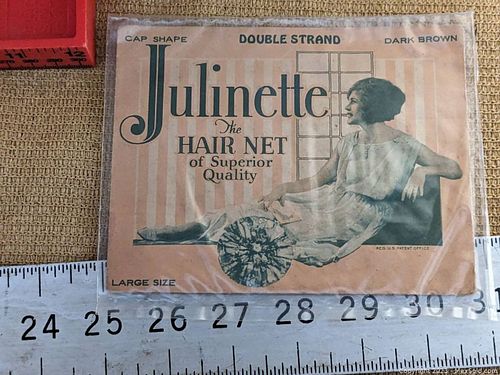 CAP SHAPE DOUBLE STRAND DARK BROWN
Julinette
The
HAIR NET
of Superior
Quality
REG. U.S. PATENT OFFICE
LARGE SIZE
24 25 26 27 28 29 30 3